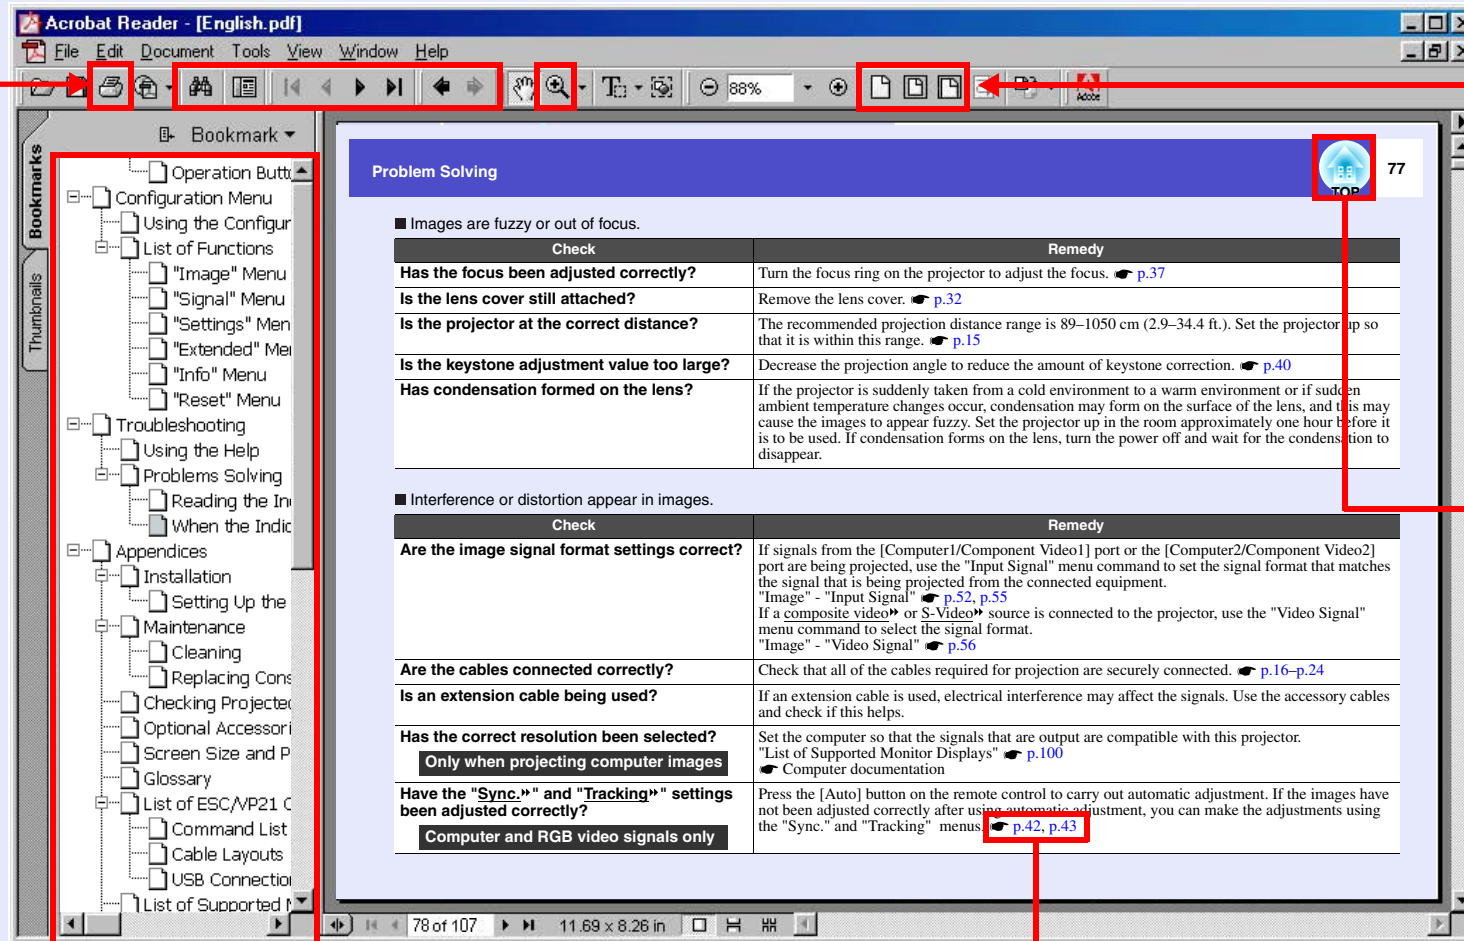 Acrobat Reader - [English.pdf]
File Edit Document Tools View Window Help
88%
Adobe
Bookmarks
Thumbnails
Bookmark
Operation Butto
Configuration Menu
Using the Configur
List of Functions
"Image" Menu
"Signal" Menu
"Settings" Men
"Extended" Me
"Info" Menu
"Reset" Menu
Troubleshooting
Using the Help
Problems Solving
Reading the In
When the Indic
Appendices
Installation
Setting Up the
Maintenance
Cleaning
Replacing Cons
Checking Projected
Optional Accessori
Screen Size and P
Glossary
List of ESC/VP21 C
Command List
Cable Layouts
USB Connection
List of Supported M
Problem Solving
TOP
77
■ Images are fuzzy or out of focus.
Check Remedy
Has the focus been adjusted correctly? Turn the focus ring on the projector to adjust the focus. ☛ p.37
Is the lens cover still attached? Remove the lens cover. ☛ p.32
Is the projector at the correct distance? The recommended projection distance range is 89–1050 cm (2.9–34.4 ft.). Set the projector up so
that it is within this range. ☛ p.15
Is the keystone adjustment value too large? Decrease the projection angle to reduce the amount of keystone correction. ☛ p.40
Has condensation formed on the lens? If the projector is suddenly taken from a cold environment to a warm environment or if sudden
ambient temperature changes occur, condensation may form on the surface of the lens, and this may
cause the images to appear fuzzy. Set the projector up in the room approximately one hour before it
is to be used. If condensation forms on the lens, turn the power off and wait for the condensation to
disappear.
■ Interference or distortion appear in images.
Check Remedy
Are the image signal format settings correct? If signals from the [Computer1/Component Video1] port or the [Computer2/Component Video2]
port are being projected, use the "Input Signal" menu command to set the signal format that matches
the signal that is being projected from the connected equipment.
"Image" - "Input Signal" ☛ p.52, p.55
If a composite video▸▸ or S-Video▸▸ source is connected to the projector, use the "Video Signal"
menu command to select the signal format.
"Image" - "Video Signal" ☛ p.56
Are the cables connected correctly? Check that all of the cables required for projection are securely connected. ☛ p.16–p.24
Is an extension cable being used? If an extension cable is used, electrical interference may affect the signals. Use the accessory cables
and check if this helps.
Has the correct resolution been selected? Set the computer so that the signals that are output are compatible with this projector.
Only when projecting computer images "List of Supported Monitor Displays" ☛ p.100
☛ Computer documentation
Have the "Sync.▸▸" and "Tracking▸▸" settings Press the [Auto] button on the remote control to carry out automatic adjustment. If the images have
been adjusted correctly? not been adjusted correctly after using automatic adjustment, you can make the adjustments using
Computer and RGB video signals only the "Sync." and "Tracking" menus. ☛ p.42, p.43
78 of 107 11.69 x 8.26 in